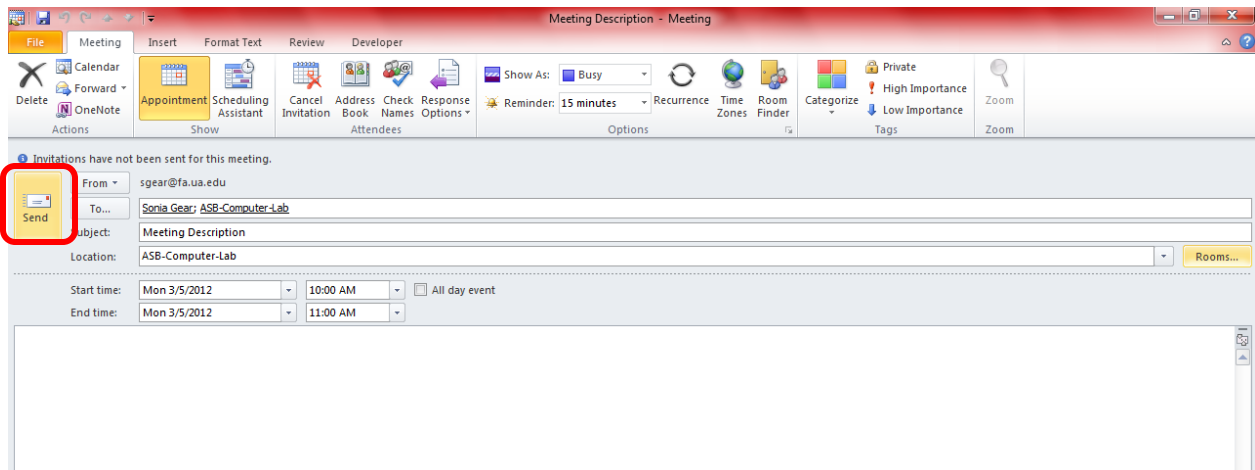 Meeting Description - Meeting
File Meeting Insert Format Text Review Developer
Calendar Private
Forward Show As: Busy High Importance
Delete OneNote Appointment Scheduling Assistant Cancel Invitation Address Book Check Names Response Options Reminder: 15 minutes Recurrence Time Zones Room Finder Categorize Low Importance Zoom
Actions Show Attendees Options Tags Zoom
Invitations have not been sent for this meeting.
From sgear@fa.ua.edu
Send To... Sonia Gear; ASB-Computer-Lab
Subject: Meeting Description
Location: ASB-Computer-Lab Rooms...
Start time: Mon 3/5/2012 10:00 AM All day event
End time: Mon 3/5/2012 11:00 AM